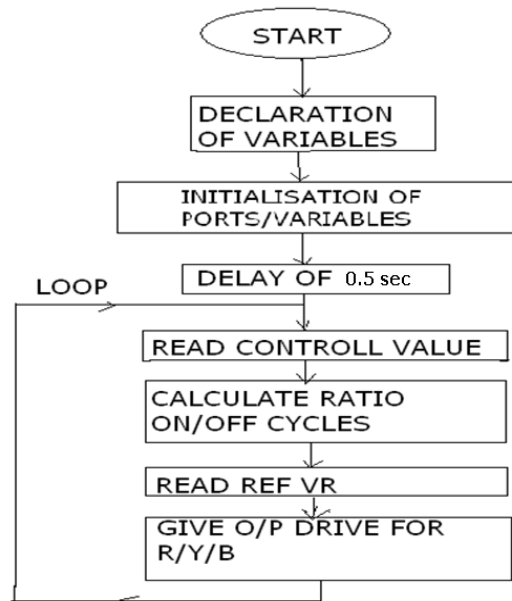 START
DECLARATION
OF VARIABLES
INITIALISATION OF
PORTS/VARIABLES
DELAY OF 0.5 sec
LOOP
READ CONTROLL VALUE
CALCULATE RATIO
ON/OFF CYCLES
READ REF VR
GIVE O/P DRIVE FOR
R/Y/B